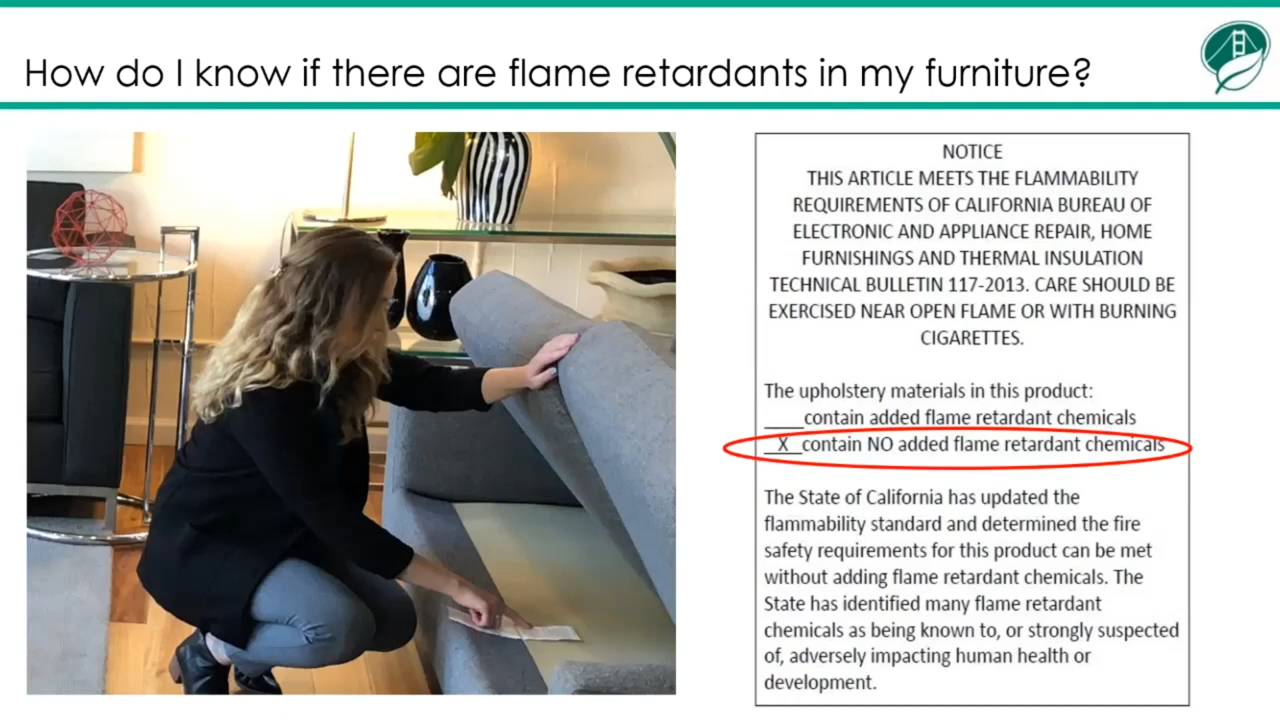 How do I know if there are flame retardants in my furniture?
NOTICE
THIS ARTICLE MEETS THE FLAMMABILITY
REQUIREMENTS OF CALIFORNIA BUREAU OF
ELECTRONIC AND APPLIANCE REPAIR, HOME
FURNISHINGS AND THERMAL INSULATION
TECHNICAL BULLETIN 117-2013. CARE SHOULD BE
EXERCISED NEAR OPEN FLAME OR WITH BURNING
CIGARETTES.
The upholstery materials in this product:
____contain added flame retardant chemicals
__X__contain NO added flame retardant chemicals
The State of California has updated the
flammability standard and determined the fire
safety requirements for this product can be met
without adding flame retardant chemicals. The
State has identified many flame retardant
chemicals as being known to, or strongly suspected
of, adversely impacting human health or
development.